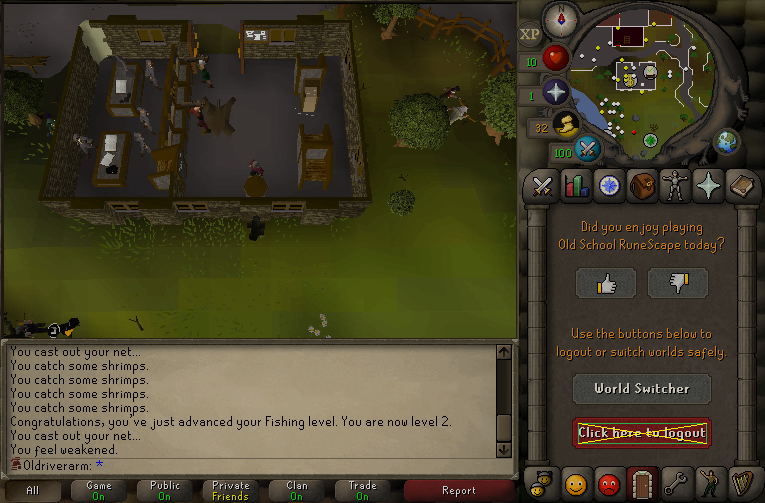 XP
10
1
32
100
Did you enjoy playing
Old School RuneScape today?
Use the buttons below to
logout or switch worlds safely.
World Switcher
Click here to logout
You cast out your net...
You catch some shrimps.
You catch some shrimps.
You catch some shrimps.
You catch some shrimps.
Congratulations, you've just advanced your Fishing level. You are now level 2.
You cast out your net...
You feel weakened.
Oldriverarm: *
All
Game
On
Public
On
Private
Friends
Clan
On
Trade
On
Report